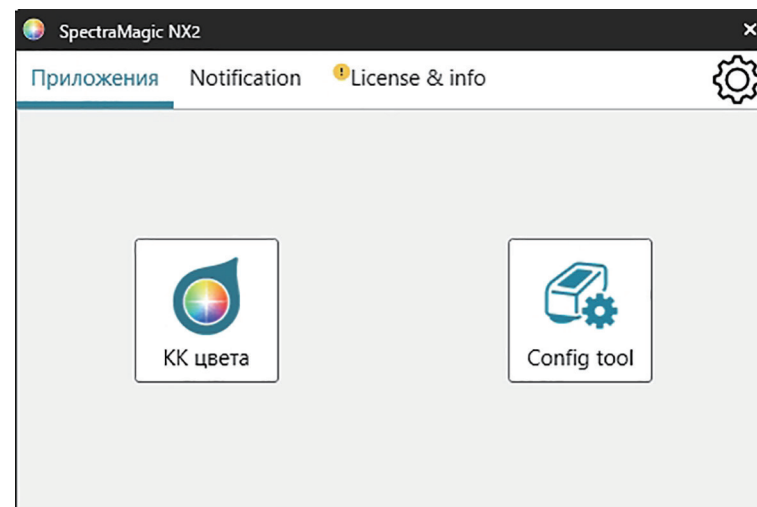 SpectraMagic NX2
Приложения Notification License & info
КК цвета Config tool